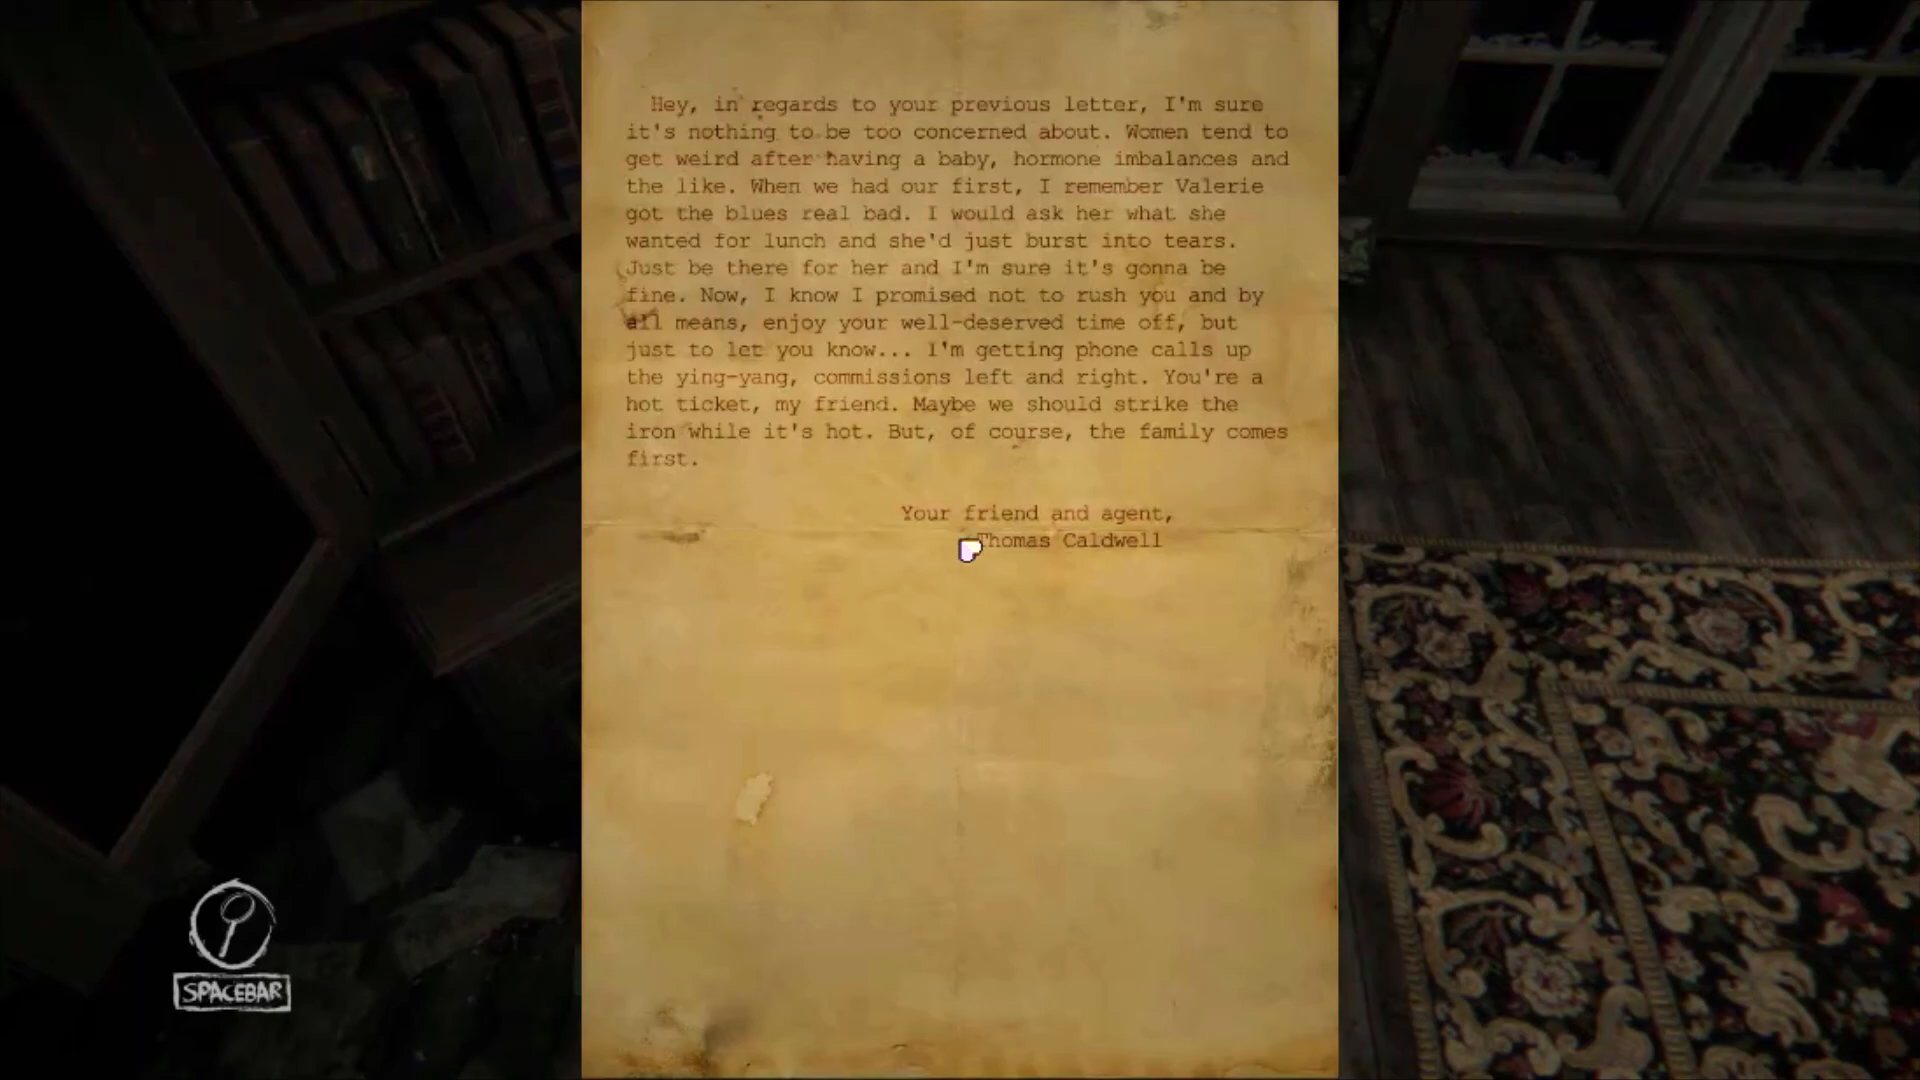 Hey, in regards to your previous letter, I'm sure
it's nothing to be too concerned about. Women tend to
get weird after having a baby, hormone imbalances and
the like. When we had our first, I remember Valerie
got the blues real bad. I would ask her what she
wanted for lunch and she'd just burst into tears.
Just be there for her and I'm sure it's gonna be
fine. Now, I know I promised not to rush you and by
all means, enjoy your well-deserved time off, but
just to let you know... I'm getting phone calls up
the ying-yang, commissions left and right. You're a
hot ticket, my friend. Maybe we should strike the
iron while it's hot. But, of course, the family comes
first.
Your friend and agent,
Thomas Caldwell
SPACEBAR